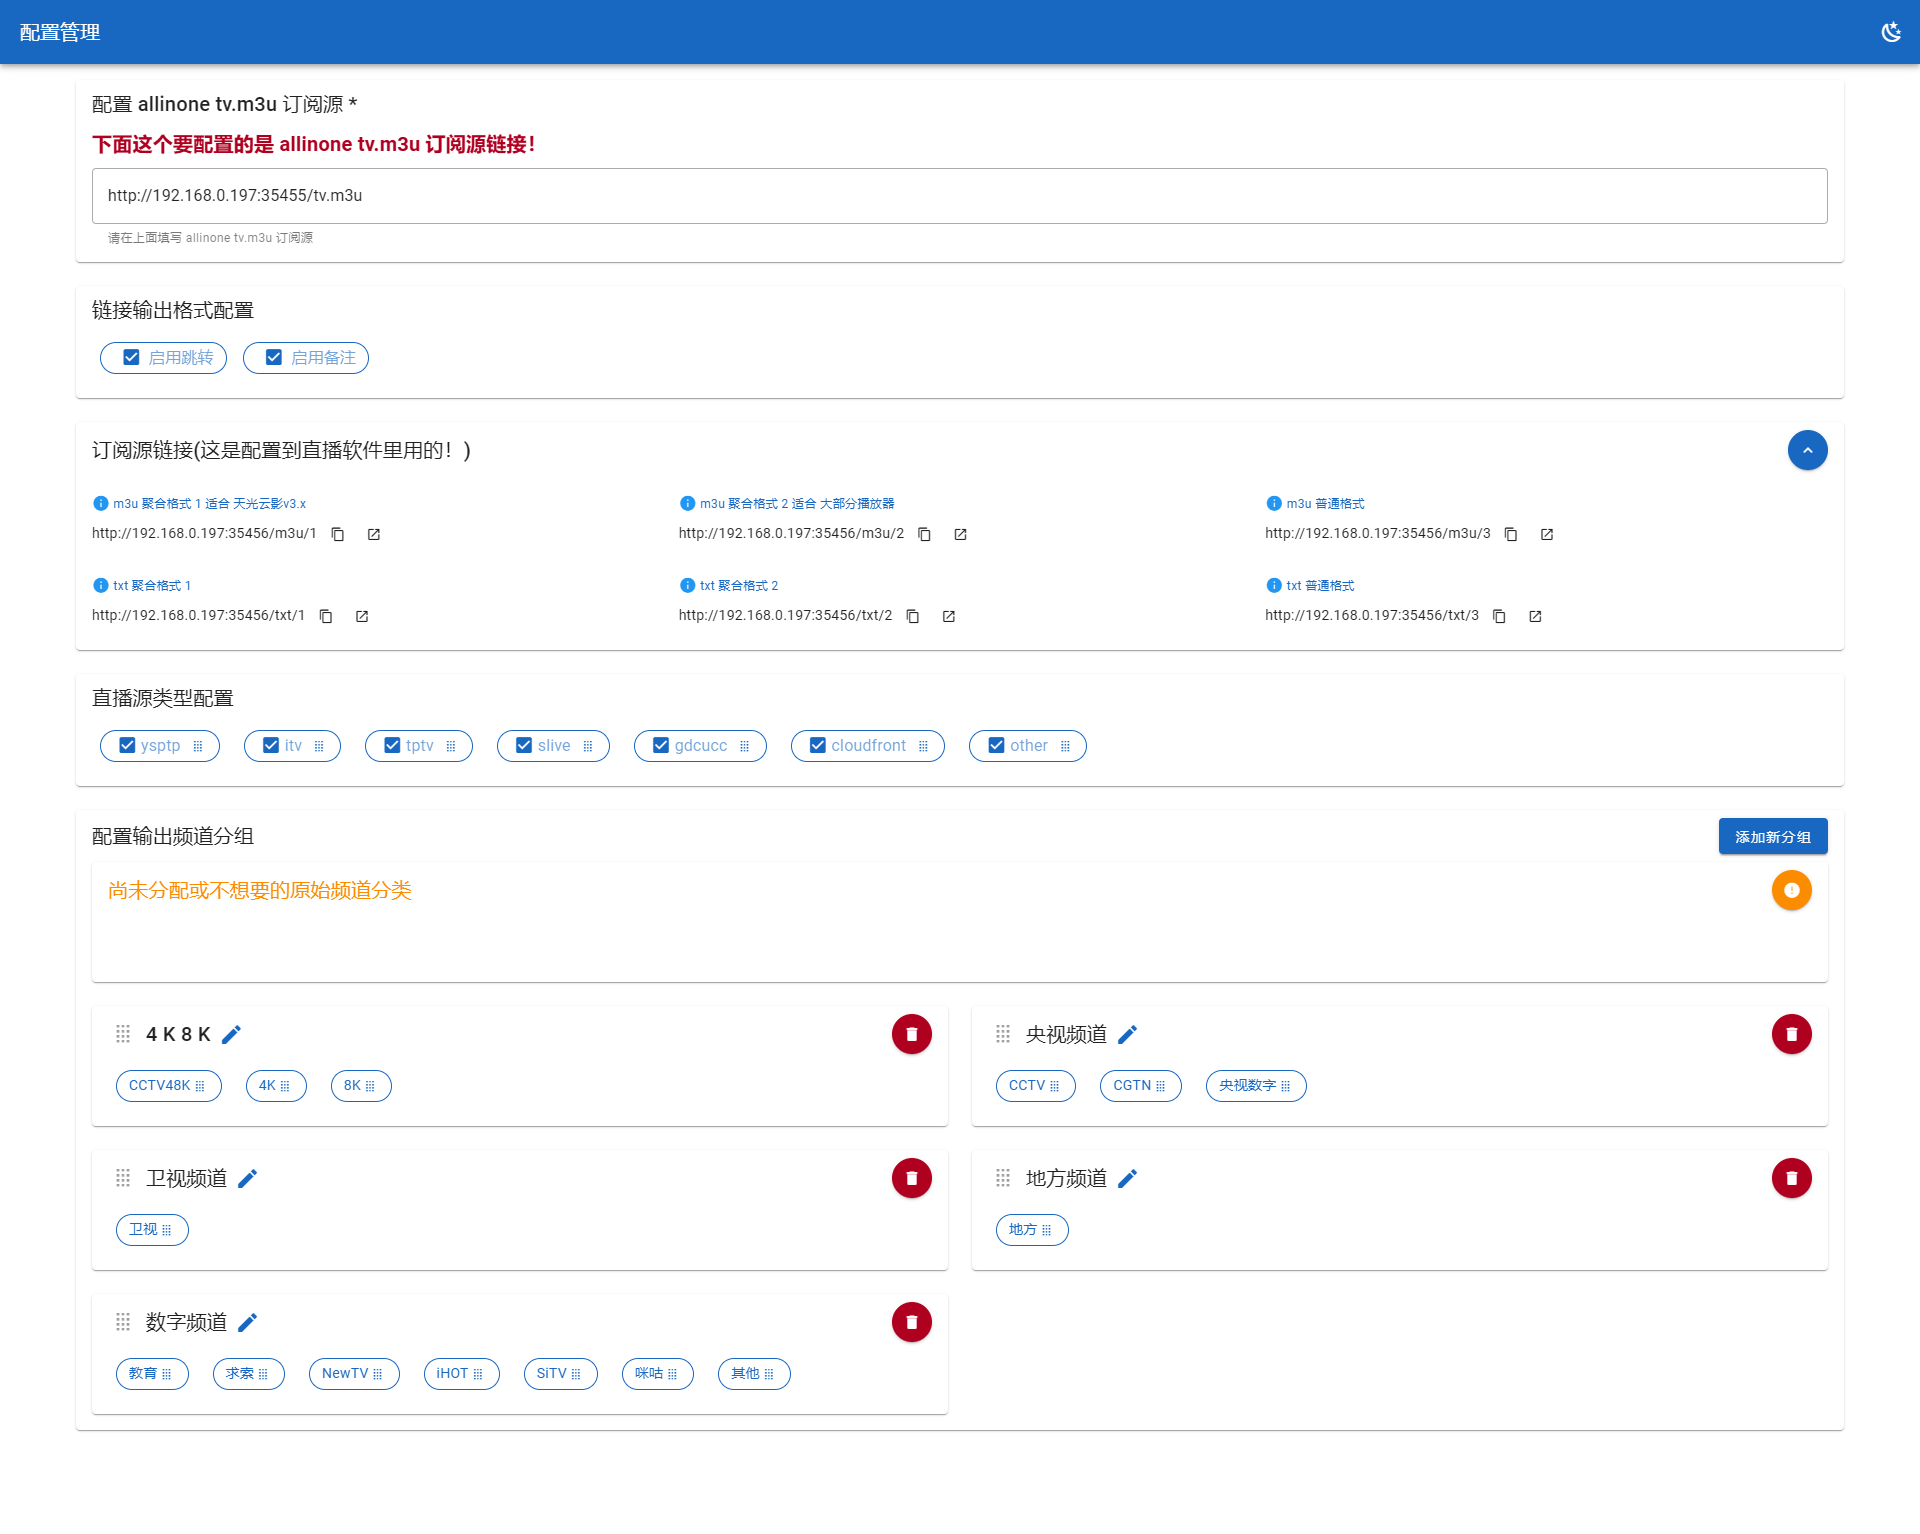 配置管理
配置 allinone tv.m3u 订阅源 *
下面这个要配置的是 allinone tv.m3u 订阅源链接！
http://192.168.0.197:35455/tv.m3u
请在上面填写 allinone tv.m3u 订阅源
链接输出格式配置
启用跳转 启用备注
订阅源链接(这是配置到直播软件里用的！)
m3u 聚合格式 1 适合 天光云影v3.x m3u 聚合格式 2 适合 大部分播放器 m3u 普通格式
http://192.168.0.197:35456/m3u/1 http://192.168.0.197:35456/m3u/2 http://192.168.0.197:35456/m3u/3
txt 聚合格式 1 txt 聚合格式 2 txt 普通格式
http://192.168.0.197:35456/txt/1 http://192.168.0.197:35456/txt/2 http://192.168.0.197:35456/txt/3
直播源类型配置
ysptp itv tptv slive gdcucc cloudfront other
配置输出频道分组 添加新分组
尚未分配或不想要的原始频道分类
4 K 8 K 央视频道
CCTV48K 4K 8K CCTV CGTN 央视数字
卫视频道 地方频道
卫视 地方
数字频道
教育 求索 NewTV iHOT SiTV 咪咕 其他